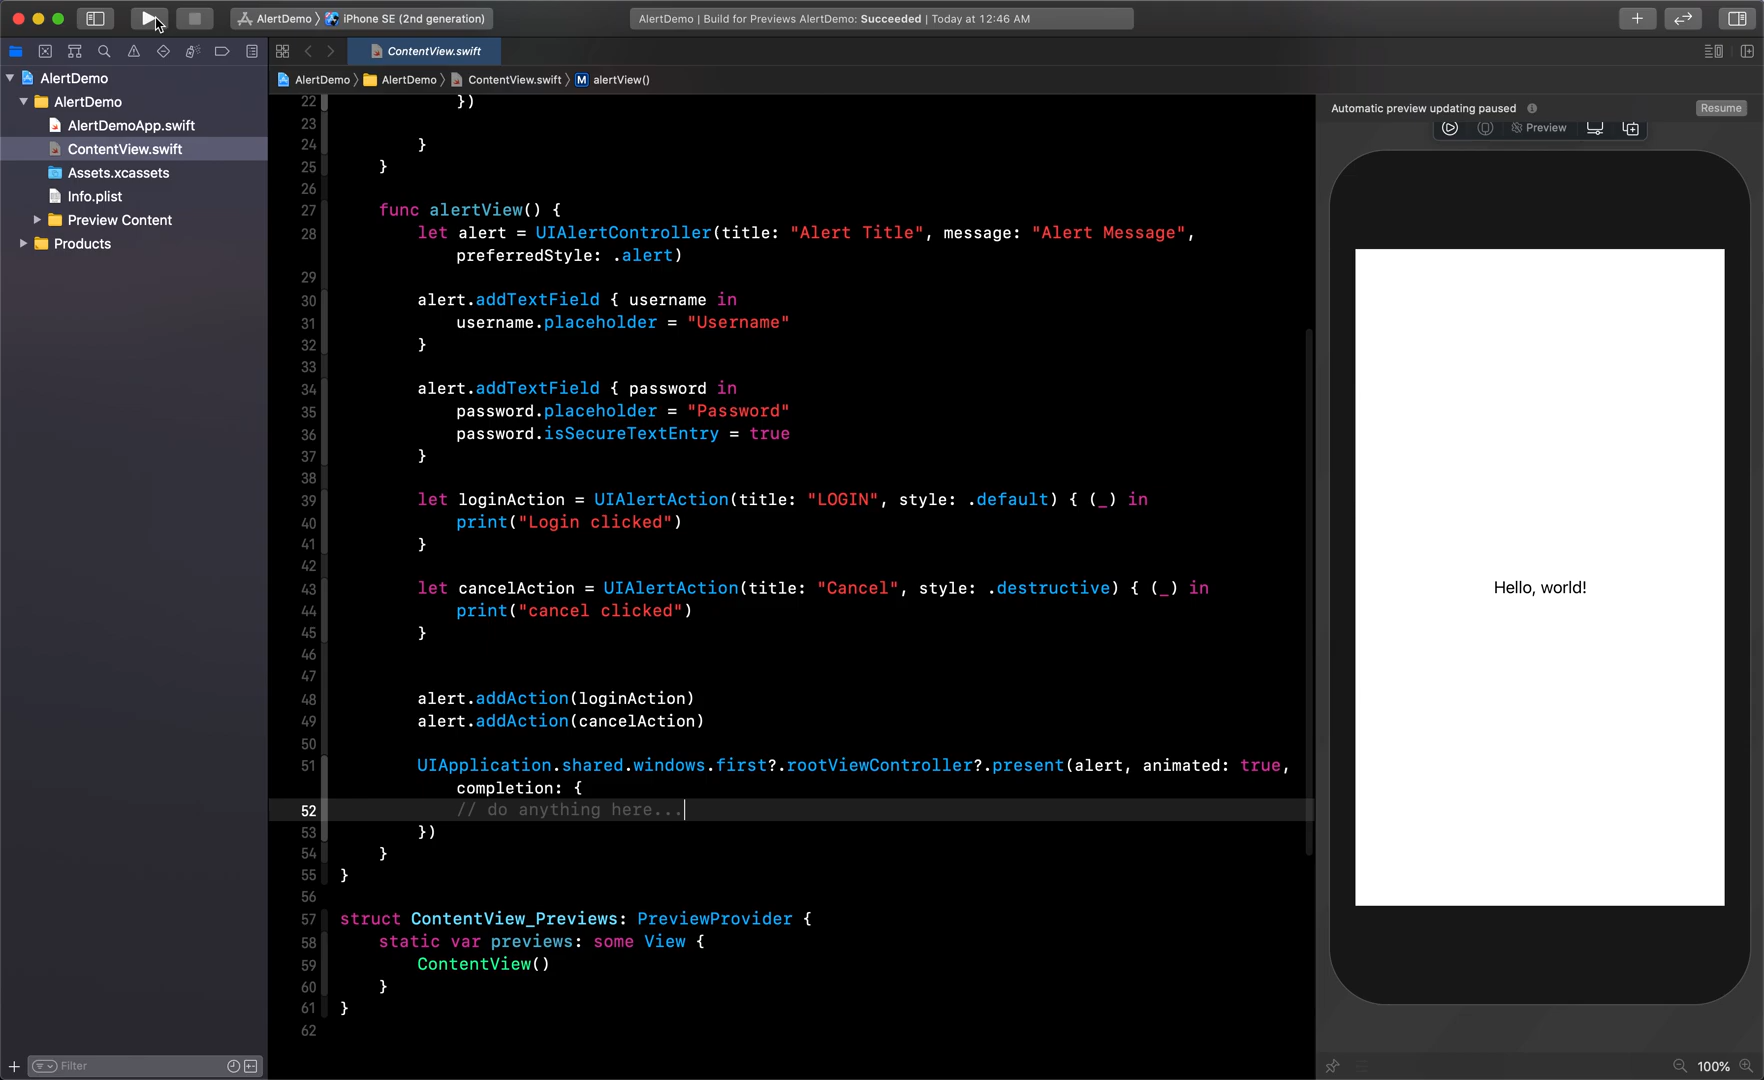 AlertDemo 〉 iPhone SE (2nd generation)
AlertDemo | Build for Previews AlertDemo: Succeeded | Today at 12:46 AM
ContentView.swift
AlertDemo 〉 AlertDemo 〉 ContentView.swift 〉 M alertView()
AlertDemo
AlertDemo
AlertDemoApp.swift
ContentView.swift
Assets.xcassets
Info.plist
Preview Content
Products
Filter
22 })
23
24 }
25 }
26
27 func alertView() {
28 let alert = UIAlertController(title: "Alert Title", message: "Alert Message",
preferredStyle: .alert)
29
30 alert.addTextField { username in
31 username.placeholder = "Username"
32 }
33
34 alert.addTextField { password in
35 password.placeholder = "Password"
36 password.isSecureTextEntry = true
37 }
38
39 let loginAction = UIAlertAction(title: "LOGIN", style: .default) { (_) in
40 print("Login clicked")
41 }
42
43 let cancelAction = UIAlertAction(title: "Cancel", style: .destructive) { (_) in
44 print("cancel clicked")
45 }
46
47
48 alert.addAction(loginAction)
49 alert.addAction(cancelAction)
50
51 UIApplication.shared.windows.first?.rootViewController?.present(alert, animated: true,
completion: {
52 // do anything here...
53 })
54 }
55 }
56
57 struct ContentView_Previews: PreviewProvider {
58 static var previews: some View {
59 ContentView()
60 }
61 }
62
Automatic preview updating paused
Resume
Preview
Hello, world!
100%